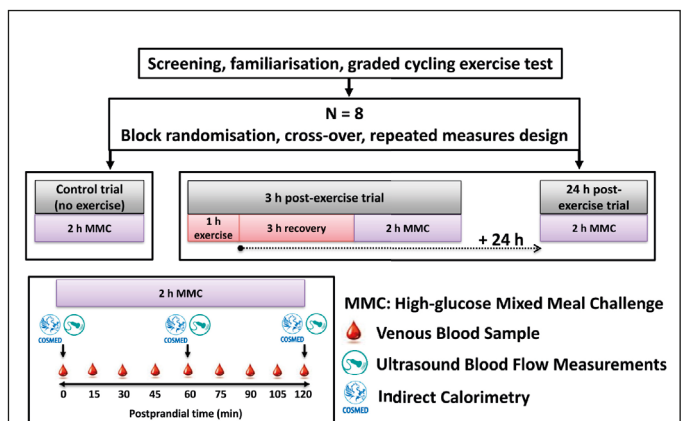 Screening, familiarisation, graded cycling exercise test
N = 8
Block randomisation, cross-over, repeated measures design
Control trial
(no exercise)
2 h MMC
3 h post-exercise trial
1 h
exercise
3 h recovery
2 h MMC
+ 24 h
24 h post-
exercise trial
2 h MMC
2 h MMC
COSMED
COSMED
COSMED
0 15 30 45 60 75 90 105 120
Postprandial time (min)
MMC: High-glucose Mixed Meal Challenge
Venous Blood Sample
Ultrasound Blood Flow Measurements
Indirect Calorimetry
COSMED